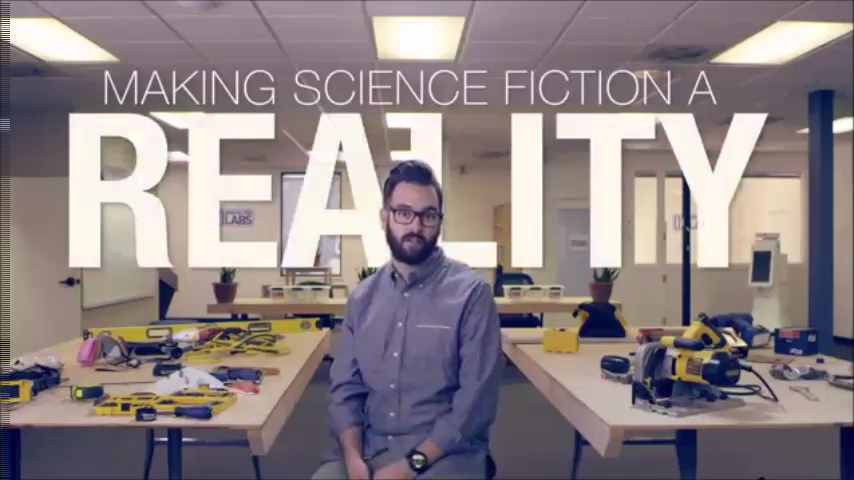 MAKING SCIENCE FICTION A
REALITY
LABS